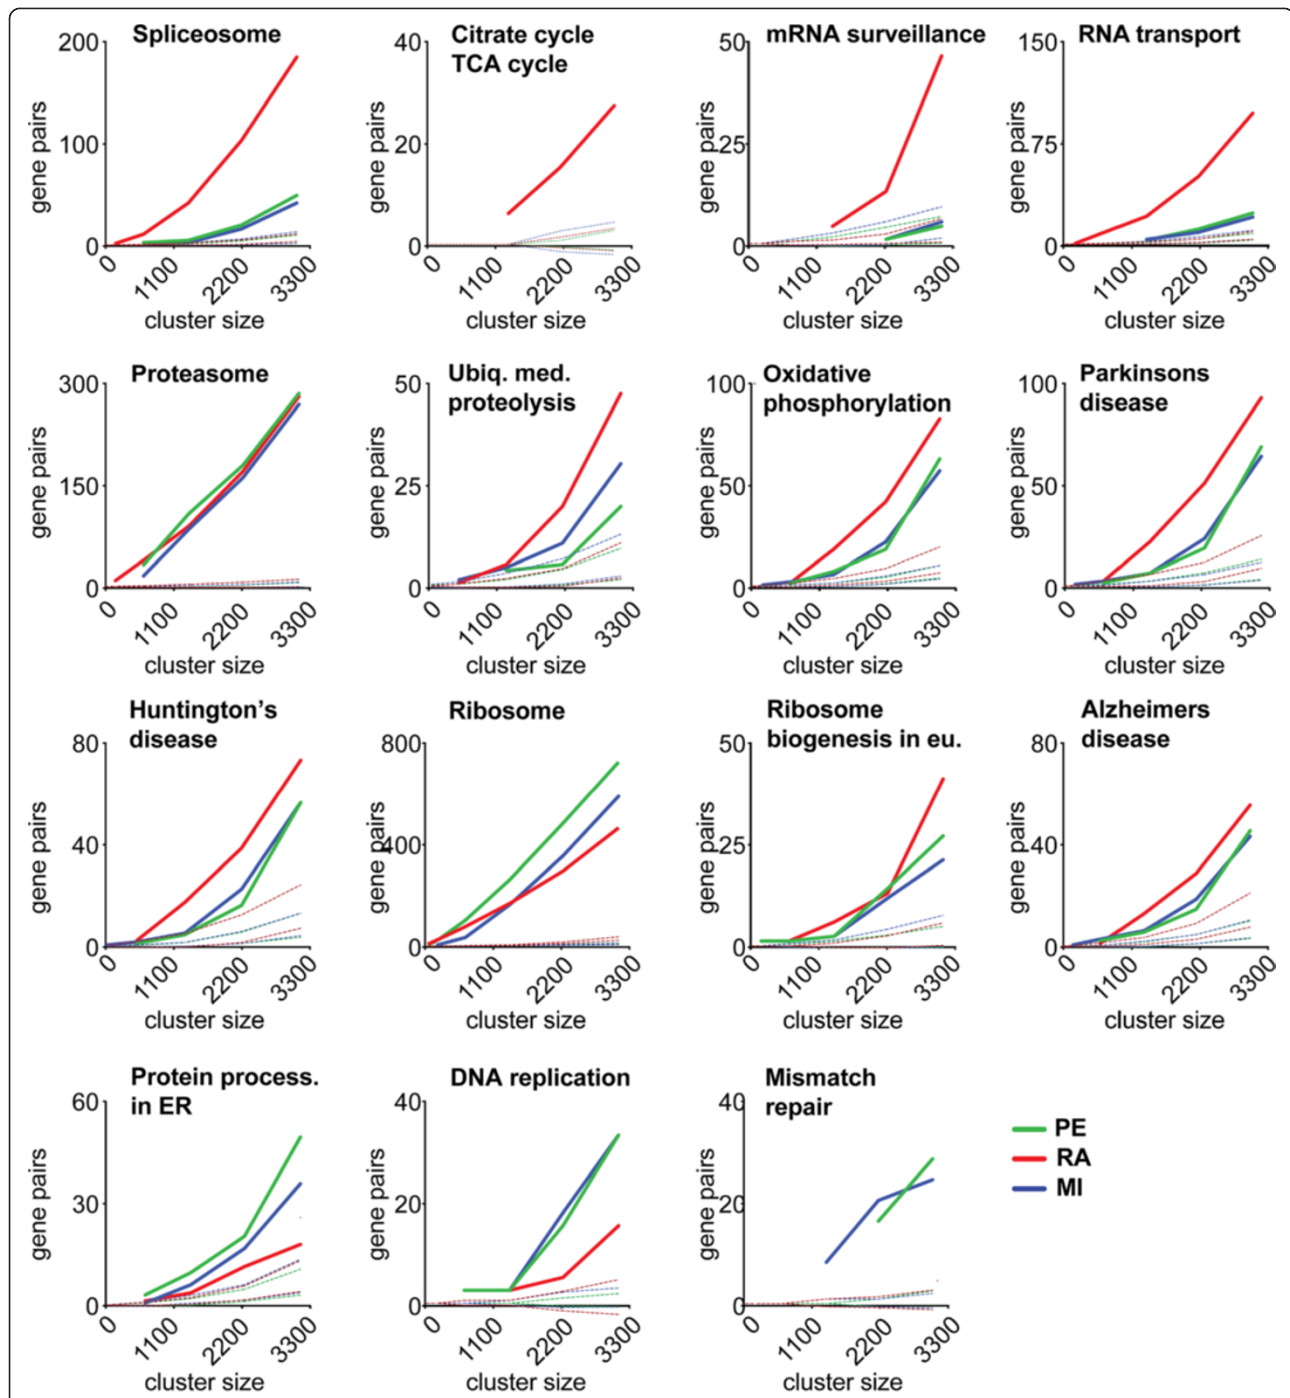 Spliceosome
200
100
0
gene pairs
0
1100
2200
3300
cluster size
Citrate cycle
TCA cycle
40
20
0
gene pairs
0
1100
2200
3300
cluster size
mRNA surveillance
50
25
0
gene pairs
0
1100
2200
3300
cluster size
RNA transport
150
75
0
gene pairs
0
1100
2200
3300
cluster size
Proteasome
300
150
0
gene pairs
0
1100
2200
3300
cluster size
Ubiq. med.
proteolysis
50
25
0
gene pairs
0
1100
2200
3300
cluster size
Oxidative
phosphorylation
100
50
0
gene pairs
0
1100
2200
3300
cluster size
Parkinsons
disease
100
50
0
gene pairs
0
1100
2200
3300
cluster size
Huntington’s
disease
80
40
0
gene pairs
0
1100
2200
3300
cluster size
Ribosome
800
400
0
gene pairs
0
1100
2200
3300
cluster size
Ribosome
biogenesis in eu.
50
25
0
gene pairs
0
1100
2200
3300
cluster size
Alzheimers
disease
80
40
0
gene pairs
0
1100
2200
3300
cluster size
Protein process.
in ER
60
30
0
gene pairs
0
1100
2200
3300
cluster size
DNA replication
40
20
0
gene pairs
0
1100
2200
3300
cluster size
Mismatch
repair
40
20
0
gene pairs
0
1100
2200
3300
cluster size
PE
RA
MI